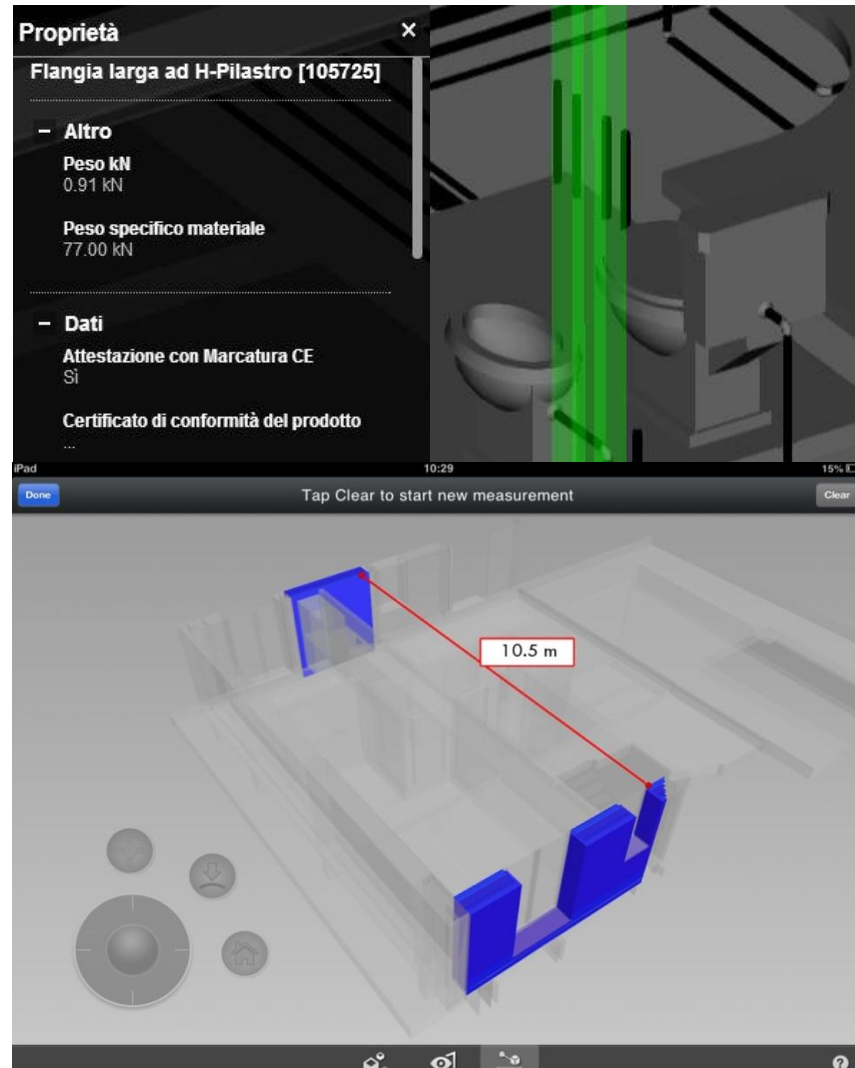 Proprietà ×
Flangia larga ad H-Pilastro [105725]
– Altro
Peso kN
0.91 kN
Peso specifico materiale
77.00 kN
– Dati
Attestazione con Marcatura CE
Sì
Certificato di conformità del prodotto
...
iPad 10:29 15%
Done Tap Clear to start new measurement Clear
10.5 m
?